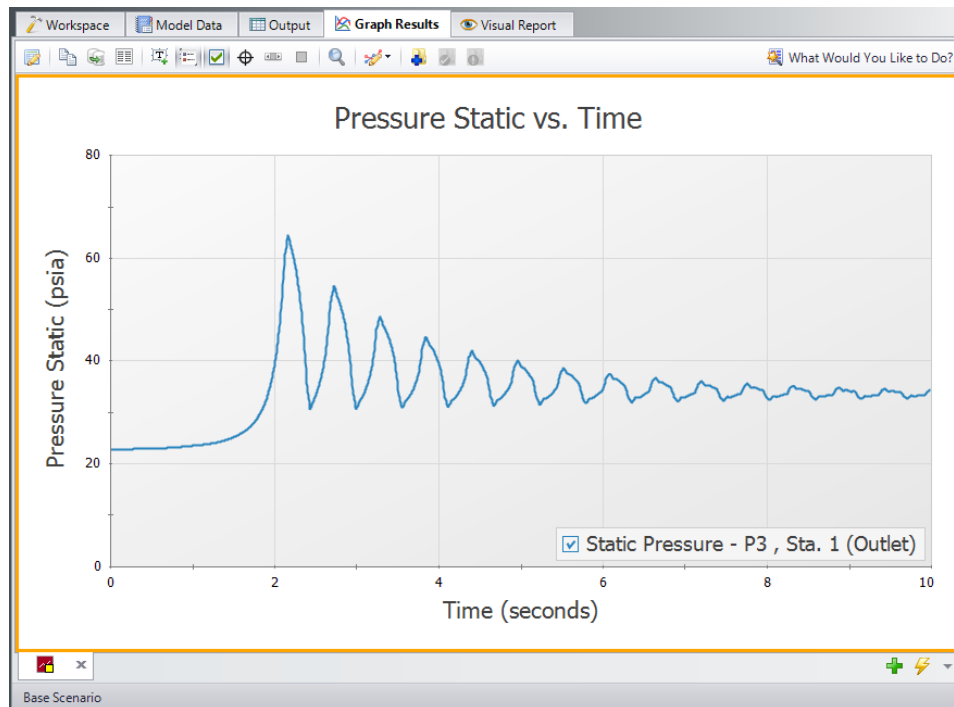 Workspace Model Data Output Graph Results Visual Report
What Would You Like to Do?
Pressure Static vs. Time
80
60
40
20
0
Pressure Static (psia)
Static Pressure - P3 , Sta. 1 (Outlet)
0 2 4 6 8 10
Time (seconds)
Base Scenario